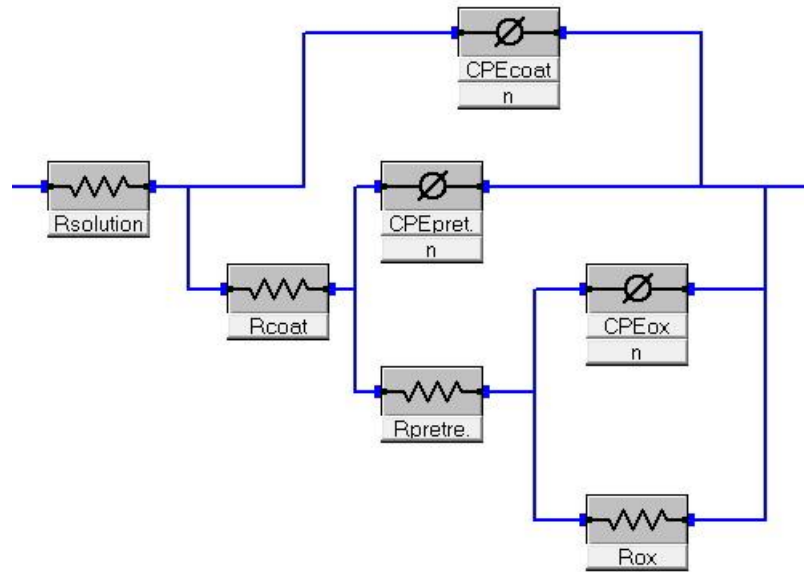 CPEcoat
n
Rsolution
CPEpret.
n
Rcoat
CPEox
n
Rpretre.
Rox